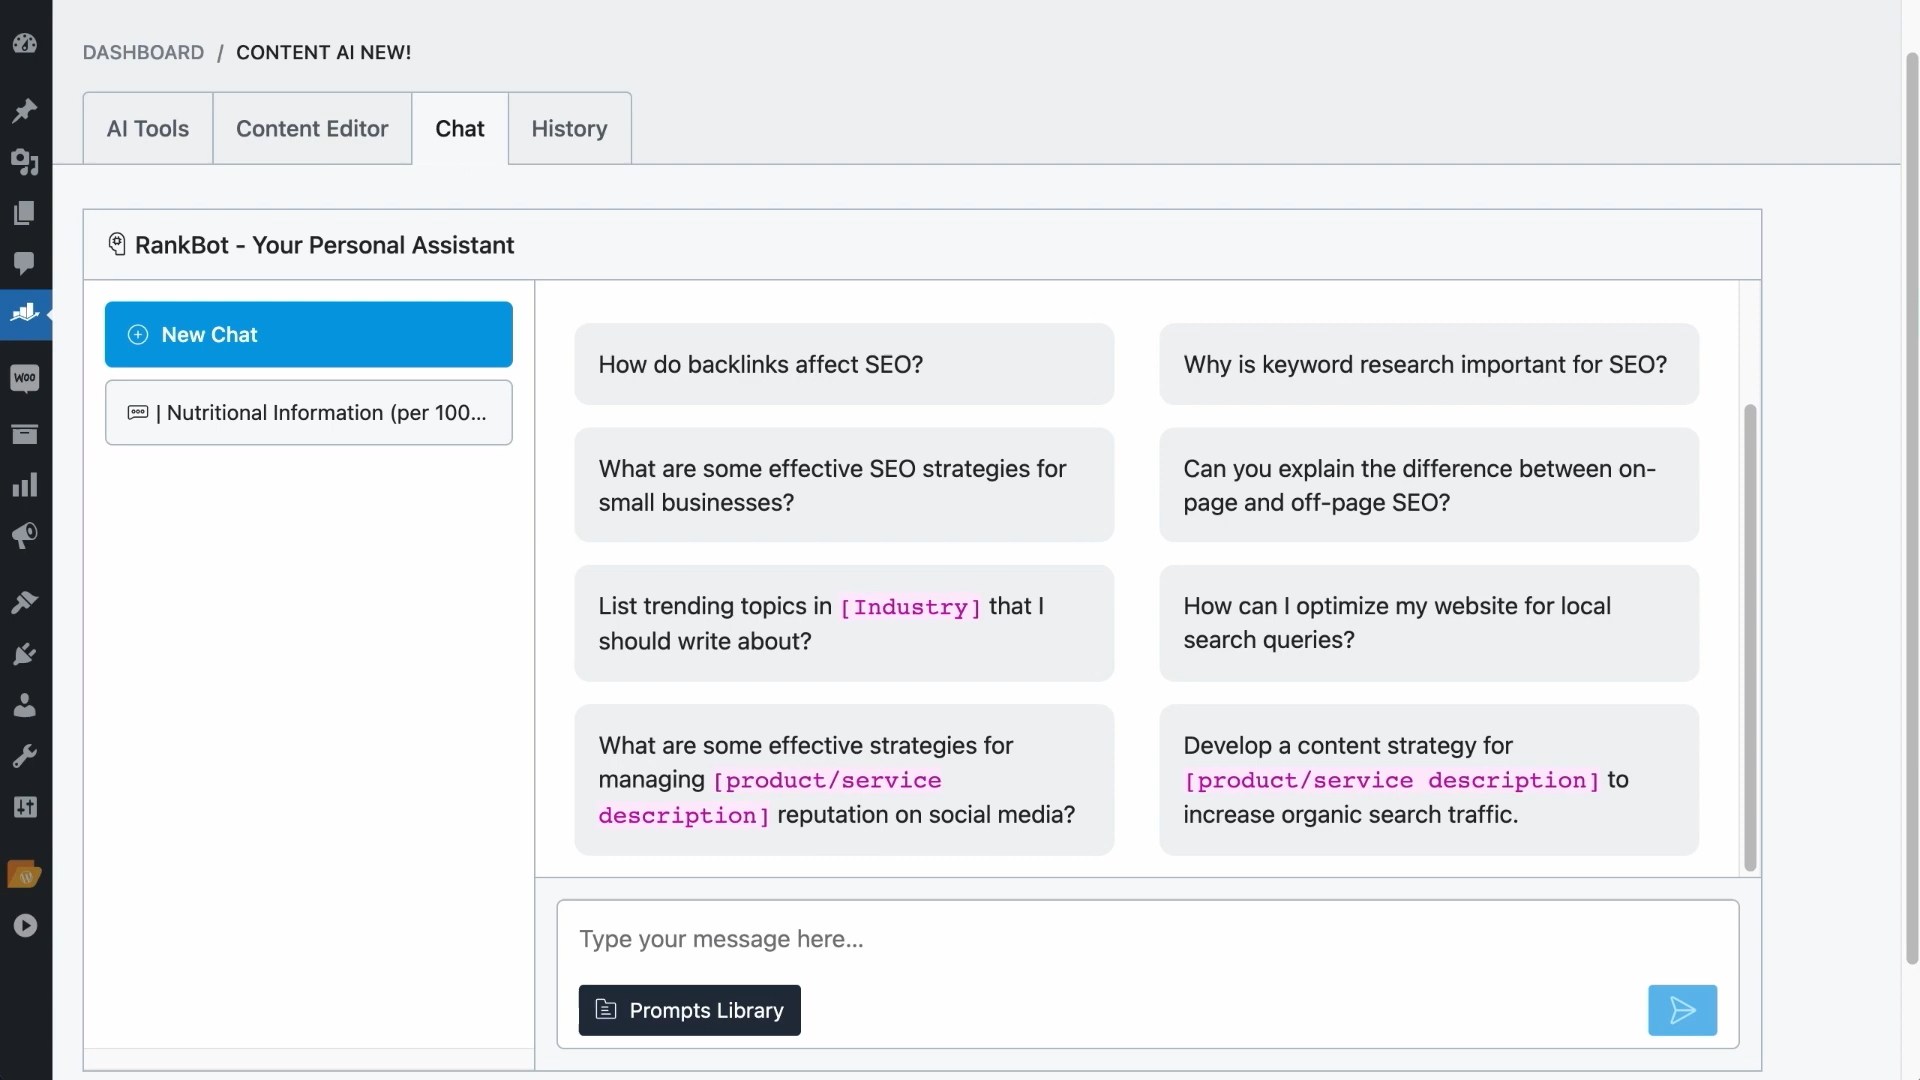 DASHBOARD / CONTENT AI NEW!
AI Tools
Content Editor
Chat
History
RankBot - Your Personal Assistant
New Chat
| Nutritional Information (per 100...
How do backlinks affect SEO?
Why is keyword research important for SEO?
What are some effective SEO strategies for
small businesses?
Can you explain the difference between on-
page and off-page SEO?
List trending topics in [Industry] that I
should write about?
How can I optimize my website for local
search queries?
What are some effective strategies for
managing [product/service
description] reputation on social media?
Develop a content strategy for
[product/service description] to
increase organic search traffic.
Type your message here...
Prompts Library
WOO